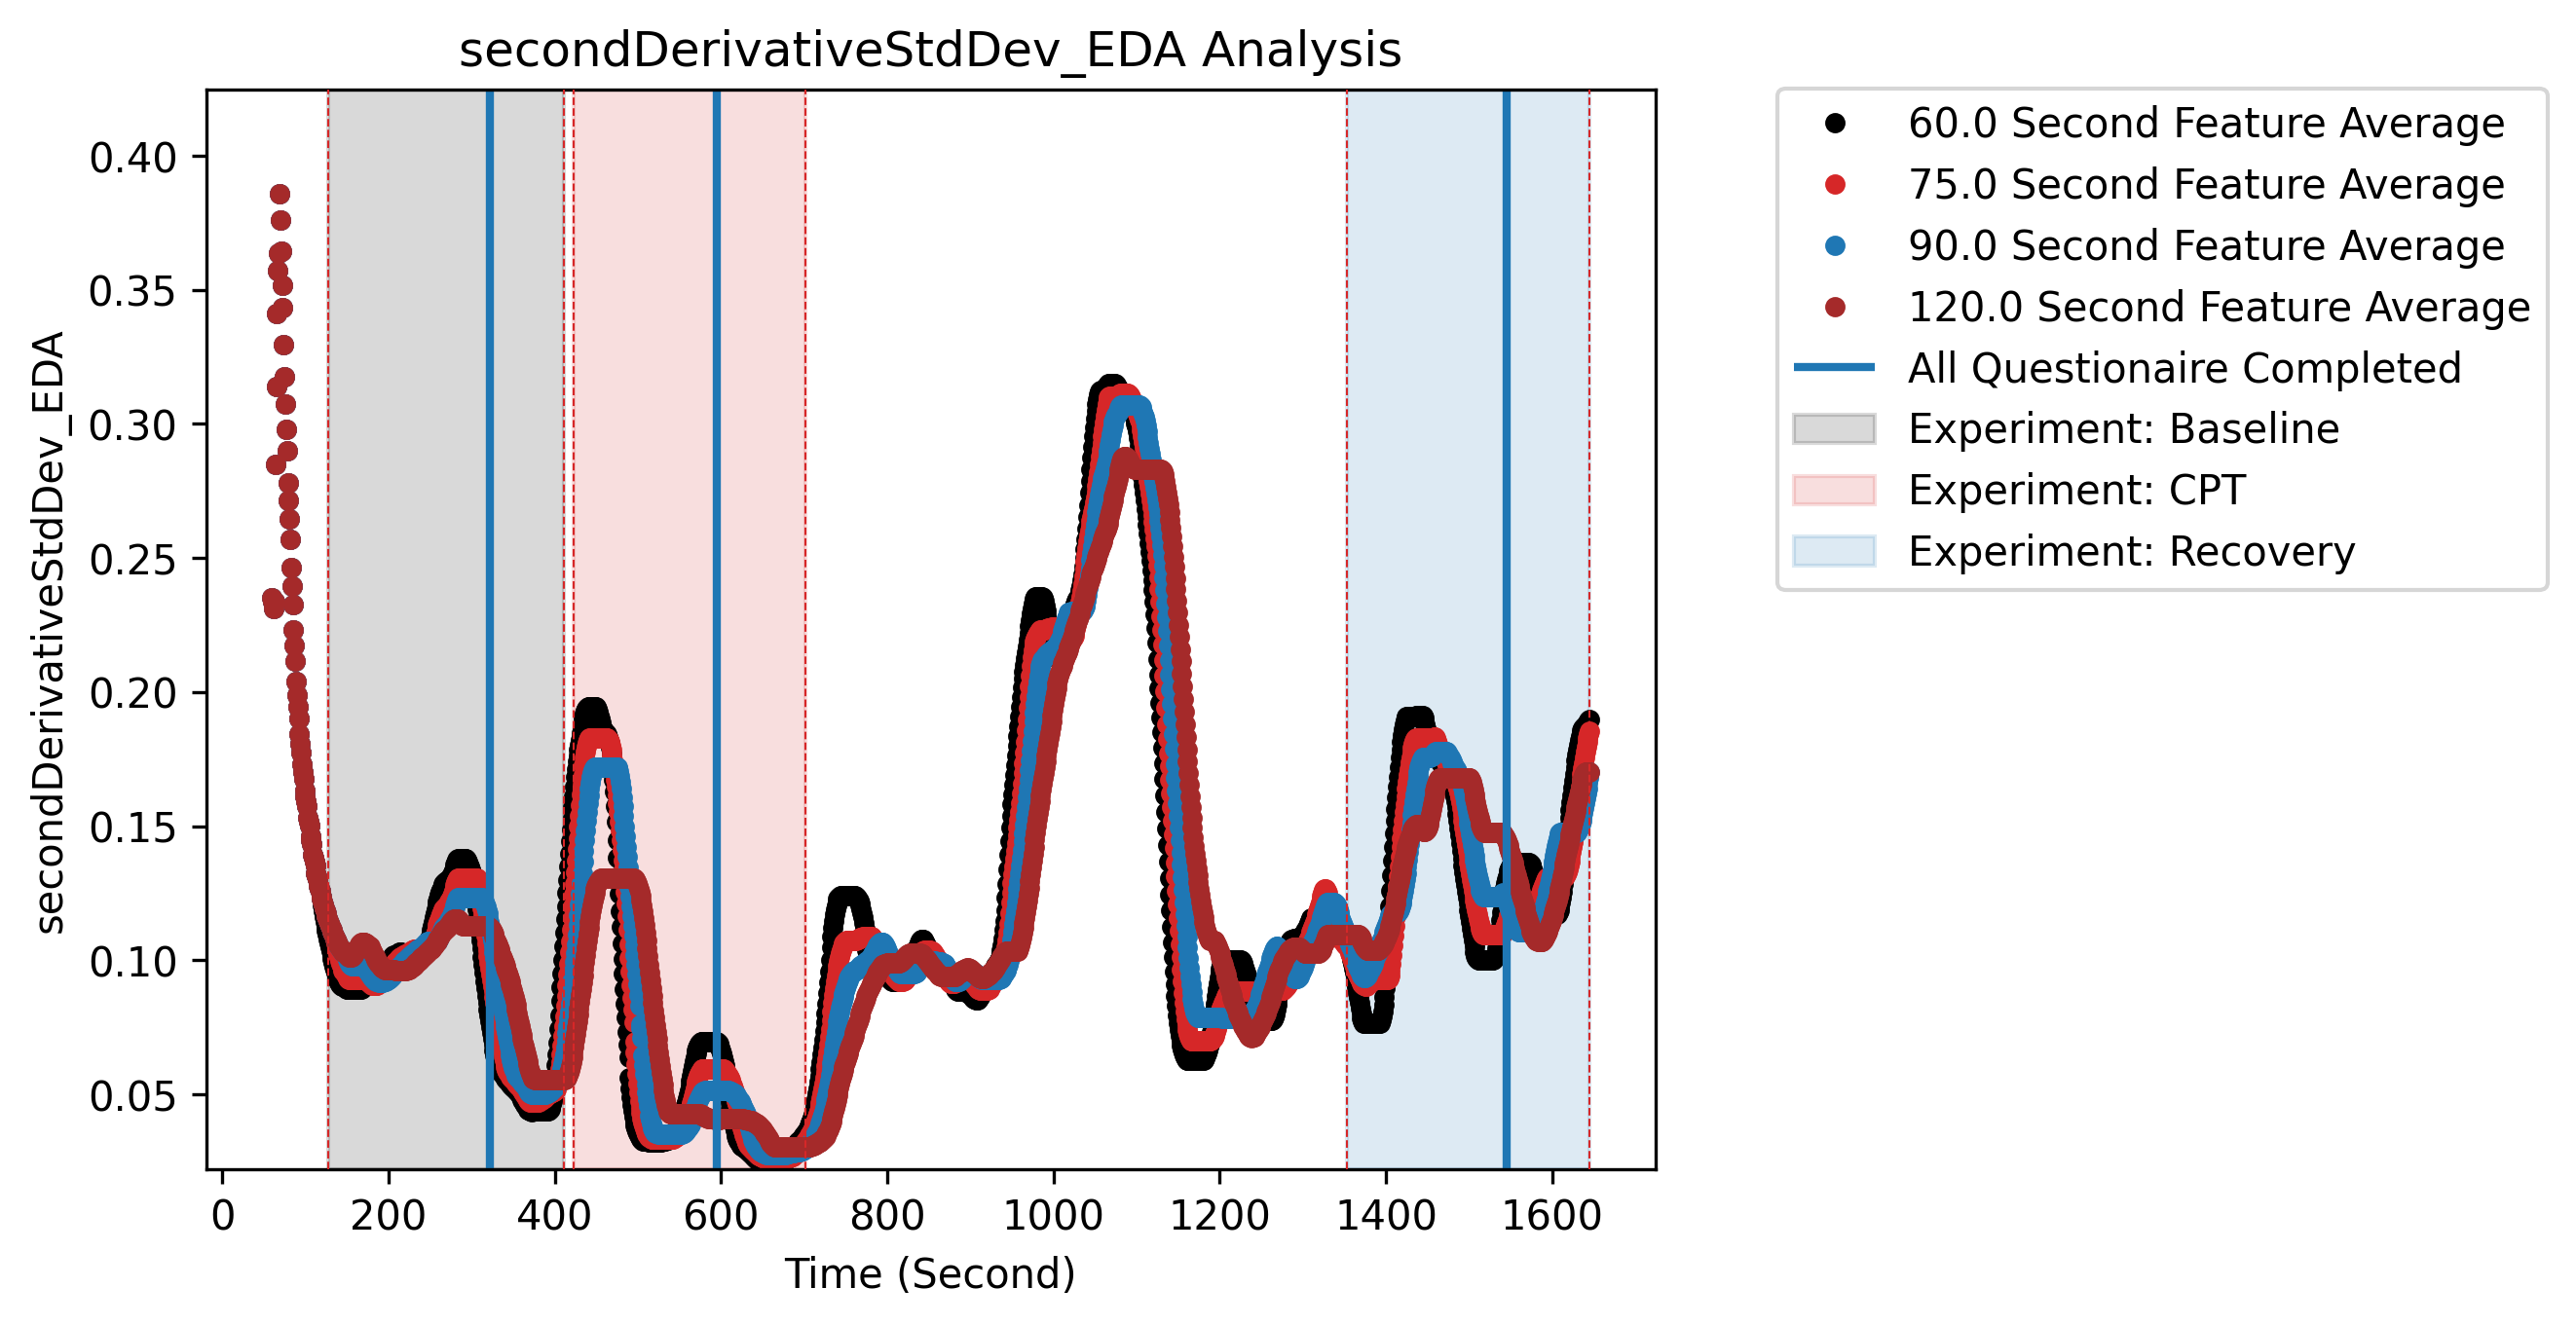 secondDerivativeStdDev_EDA Analysis
secondDerivativeStdDev_EDA
0.40
0.35
0.30
0.25
0.20
0.15
0.10
0.05
0 200 400 600 800 1000 1200 1400 1600
Time (Second)
60.0 Second Feature Average
75.0 Second Feature Average
90.0 Second Feature Average
120.0 Second Feature Average
All Questionaire Completed
Experiment: Baseline
Experiment: CPT
Experiment: Recovery